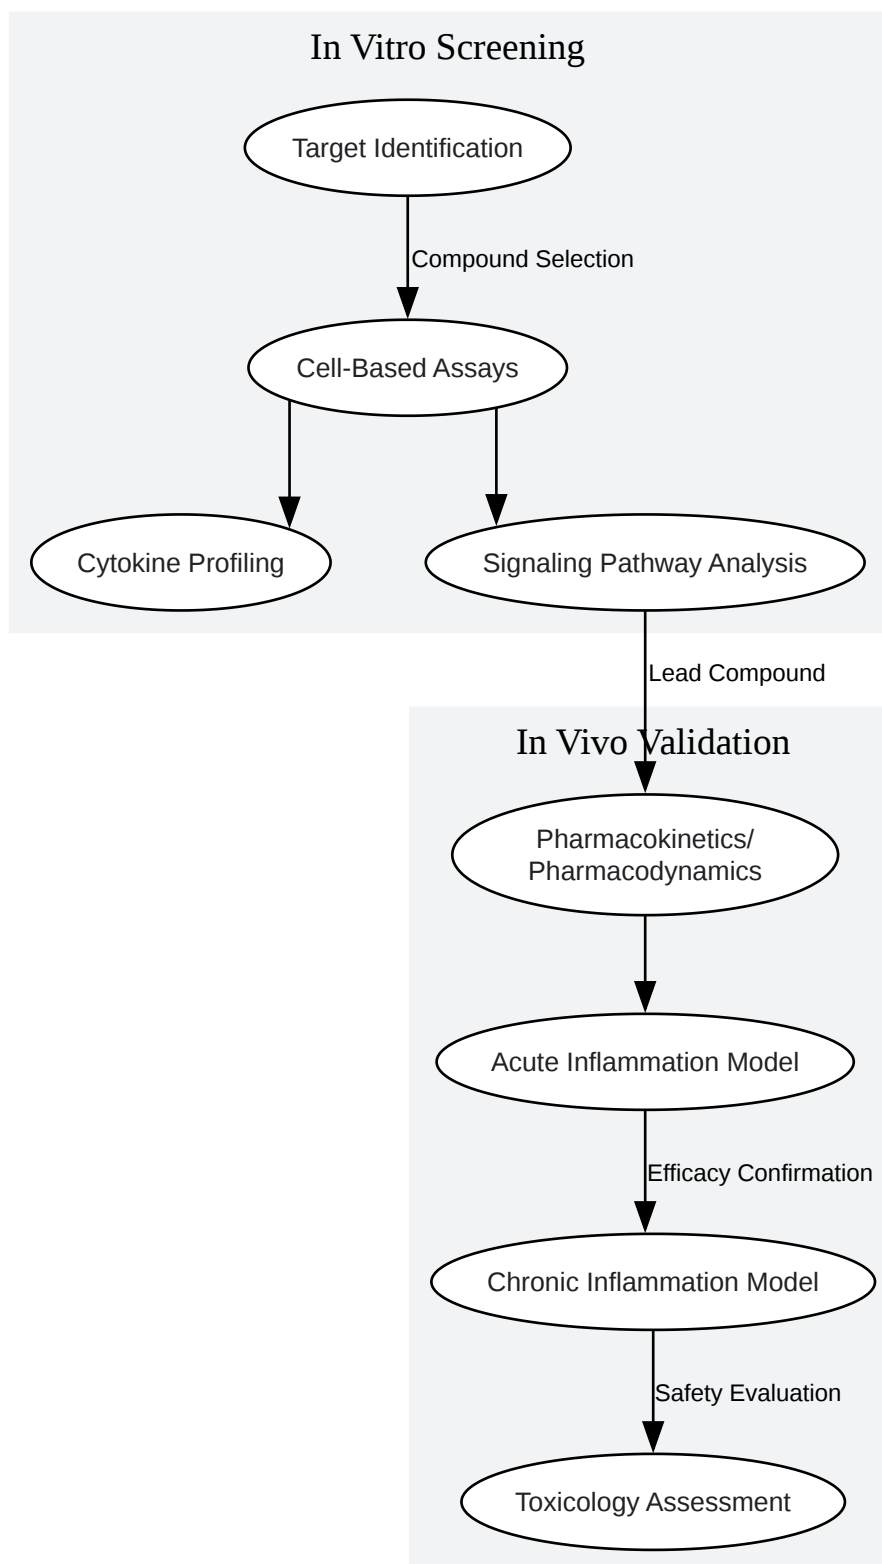 In Vitro Screening
Target Identification
Compound Selection
Cell-Based Assays
Cytokine Profiling
Signaling Pathway Analysis
Lead Compound
In Vivo Validation
Pharmacokinetics/
Pharmacodynamics
Acute Inflammation Model
Efficacy Confirmation
Chronic Inflammation Model
Safety Evaluation
Toxicology Assessment